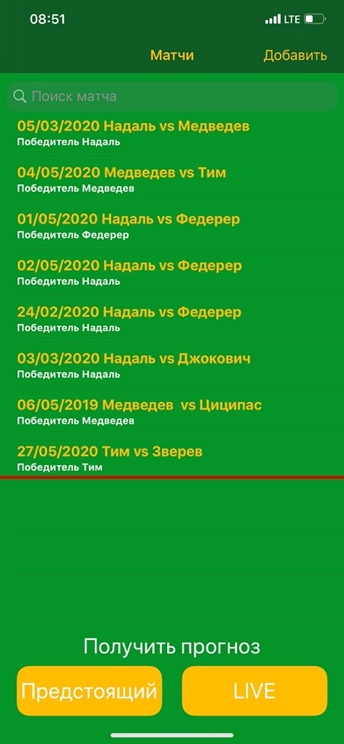 08:51
LTE
Матчи
Добавить
Поиск матча
05/03/2020 Надаль vs Медведев
Победитель Надаль
04/05/2020 Медведев vs Тим
Победитель Медведев
01/05/2020 Надаль vs Федерер
Победитель Федерер
02/05/2020 Надаль vs Федерер
Победитель Надаль
24/02/2020 Надаль vs Федерер
Победитель Надаль
03/03/2020 Надаль vs Джокович
Победитель Надаль
06/05/2019 Медведев  vs Циципас
Победитель Медведев
27/05/2020 Тим vs Зверев
Победитель Тим
Получить прогноз
Предстоящий
LIVE